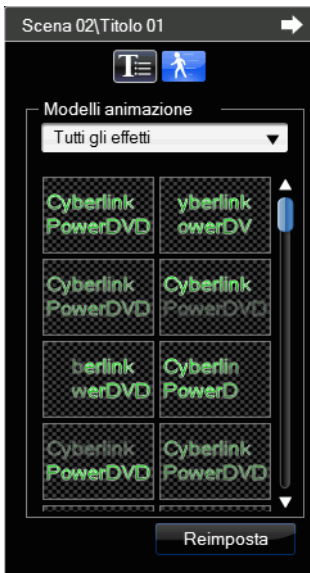 Scena 02\Titolo 01
T
Modelli animazione
Tutti gli effetti
Cyberlink
PowerDVD
yberlink
owerDV
Cyberlink
PowerDVD
Cyberlink
PowerDVD
berlink
werDVD
Cyberlin
PowerD
Cyberlink
PowerDVD
Cyberlink
PowerDVD
Reimposta